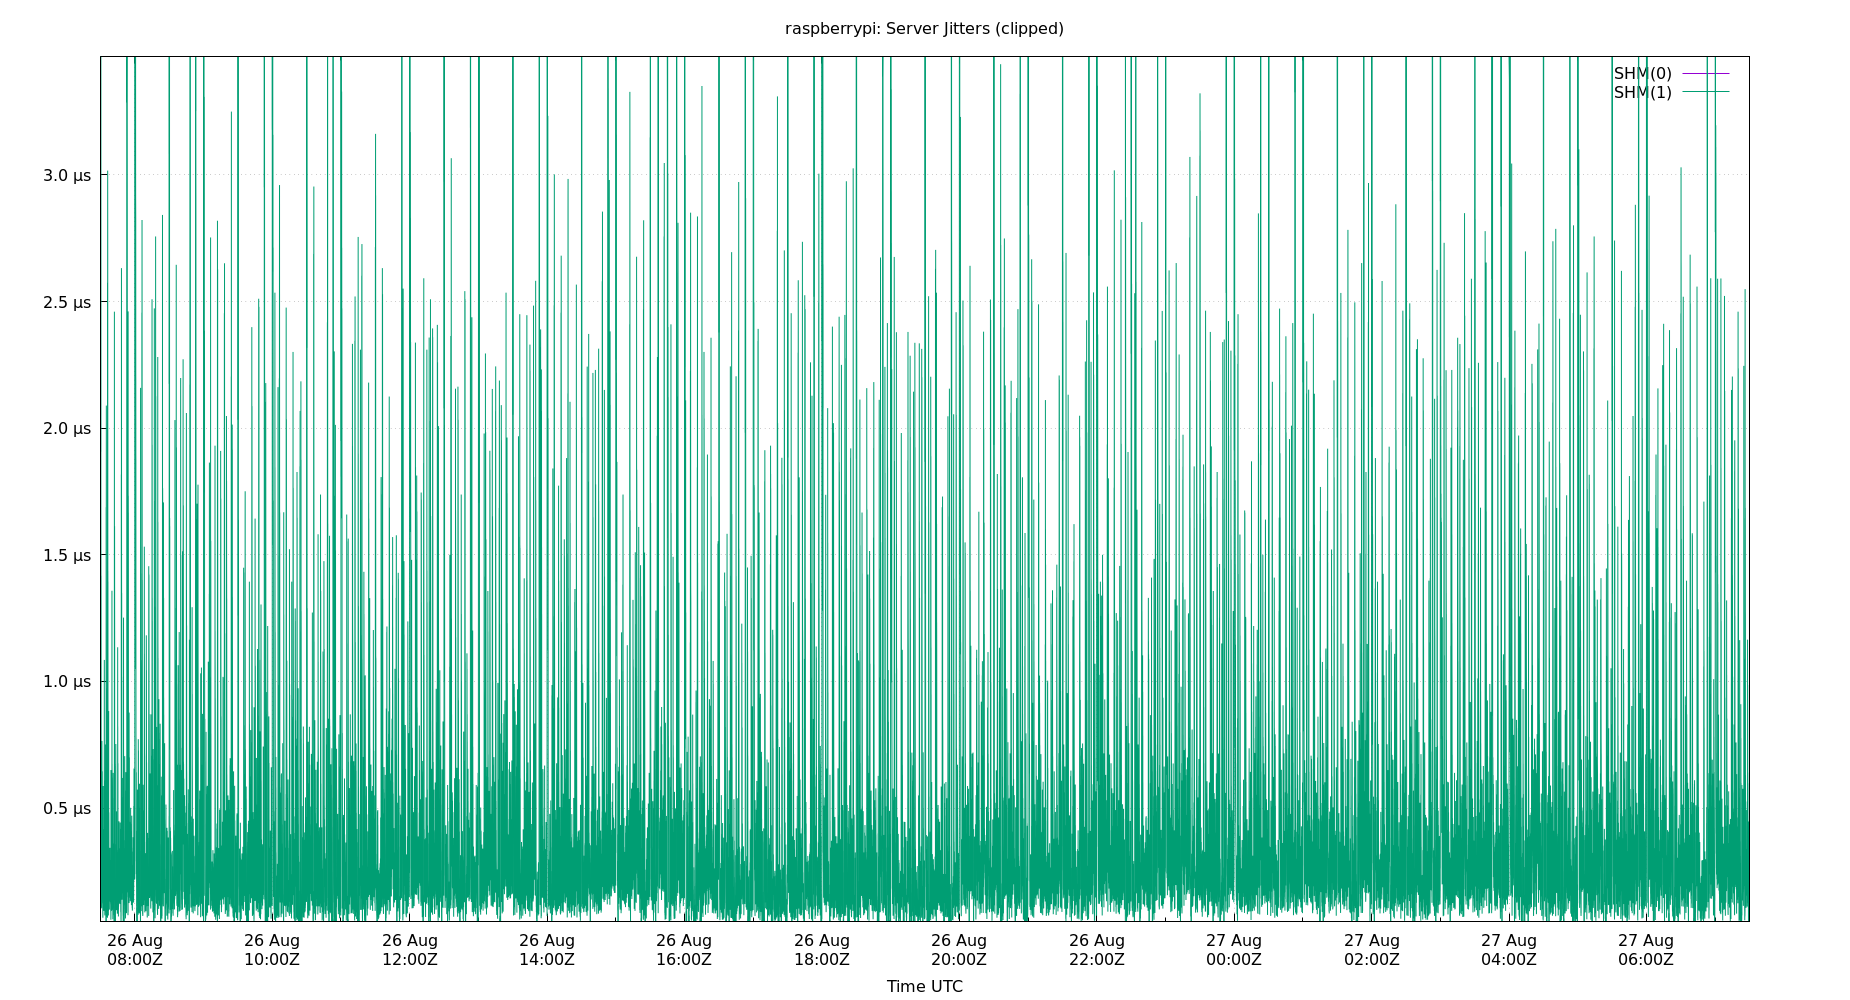 raspberrypi: Server Jitters (clipped)
SHM(0)
SHM(1)
3.0 µs
2.5 µs
2.0 µs
1.5 µs
1.0 µs
0.5 µs
26 Aug 26 Aug 26 Aug 26 Aug 26 Aug 26 Aug 26 Aug 26 Aug 27 Aug 27 Aug 27 Aug 27 Aug
08:00Z 10:00Z 12:00Z 14:00Z 16:00Z 18:00Z 20:00Z 22:00Z 00:00Z 02:00Z 04:00Z 06:00Z
Time UTC